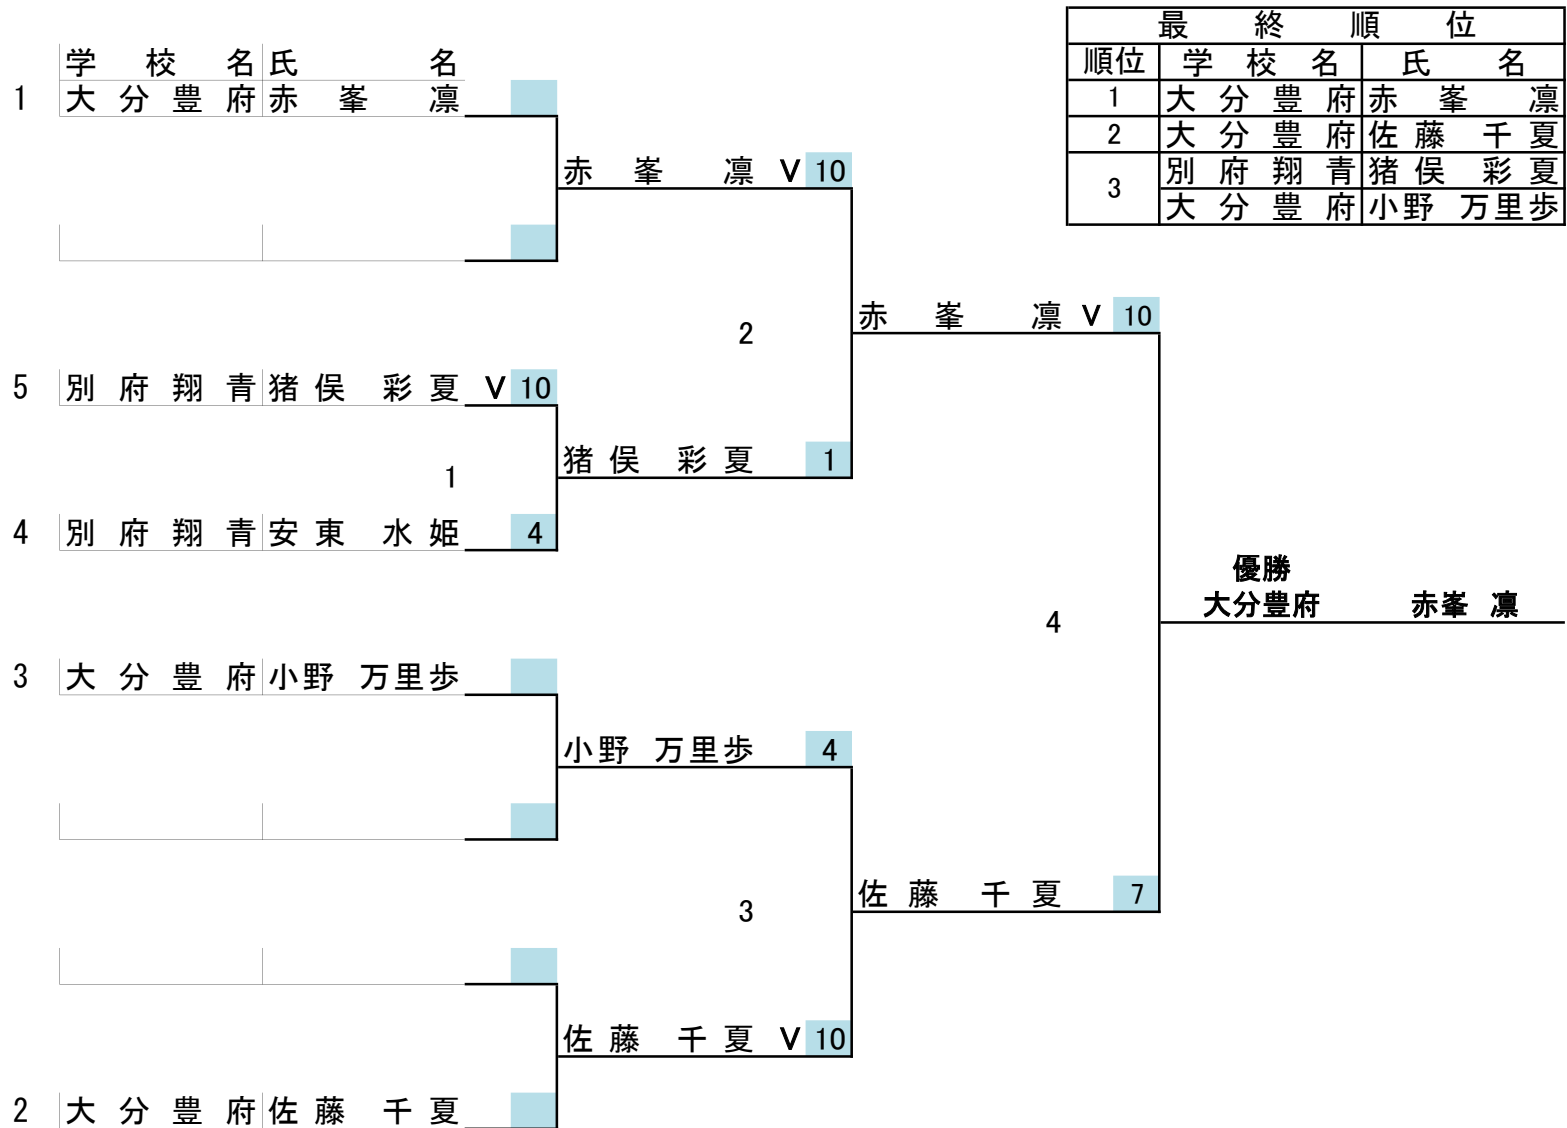 最 終 順 位
順位 学 校 名 氏 名
1 大 分 豊 府 赤 峯 凛
2 大 分 豊 府 佐 藤 千 夏
3 別 府 翔 青 猪 俣 彩 夏
大 分 豊 府 小野 万里歩
学 校 名 氏 名
1 大 分 豊 府 赤 峯 凛
赤 峯 凛 V 10
赤 峯 凛 V 10
2
5 別 府 翔 青 猪 俣 彩 夏 V 10
猪 俣 彩 夏 1
1
4 別 府 翔 青 安 東 水 姫 4
優勝
大分豊府 赤峯 凛
4
3 大 分 豊 府 小野 万里歩
小野 万里歩 4
佐 藤 千 夏 7
3
佐 藤 千 夏 V 10
2 大 分 豊 府 佐 藤 千 夏